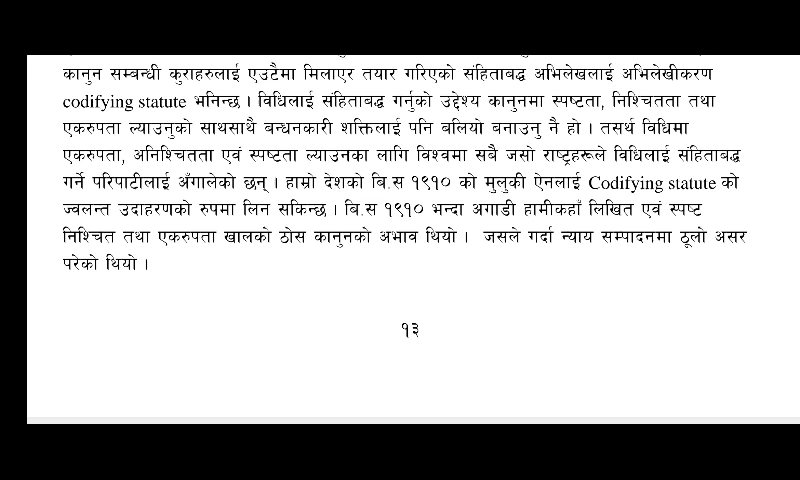 कानुन सम्बन्धी कुराहरुलाई एउटैमा मिलाएर तयार गरिएको संहिताबद्ध अभिलेखलाई अभिलेखीकरण
codifying statute भनिन्छ । विधिलाई संहिताबद्ध गर्नुको उद्देश्य कानुनमा स्पष्टता, निश्चितता तथा
एकरुपता ल्याउनुको साथसाथै बन्धनकारी शक्तिलाई पनि बलियो बनाउनु नै हो । तसर्थ विधिमा
एकरुपता, अनिश्चितता एवं स्पष्टता ल्याउनका लागि विश्वमा सबै जसो राष्ट्रहरूले विधिलाई संहिताबद्ध
गर्ने परिपाटीलाई अँगालेको छन् । हाम्रो देशको बि.स १९१० को मुलुकी ऐनलाई Codifying statute को
ज्वलन्त उदाहरणको रुपमा लिन सकिन्छ । बि.स १९१० भन्दा अगाडी हामीकहाँ लिखित एवं स्पष्ट
निश्चित तथा एकरुपता खालको ठोस कानुनको अभाव थियो । जसले गर्दा न्याय सम्पादनमा ठूलो असर
परेको थियो ।
१३